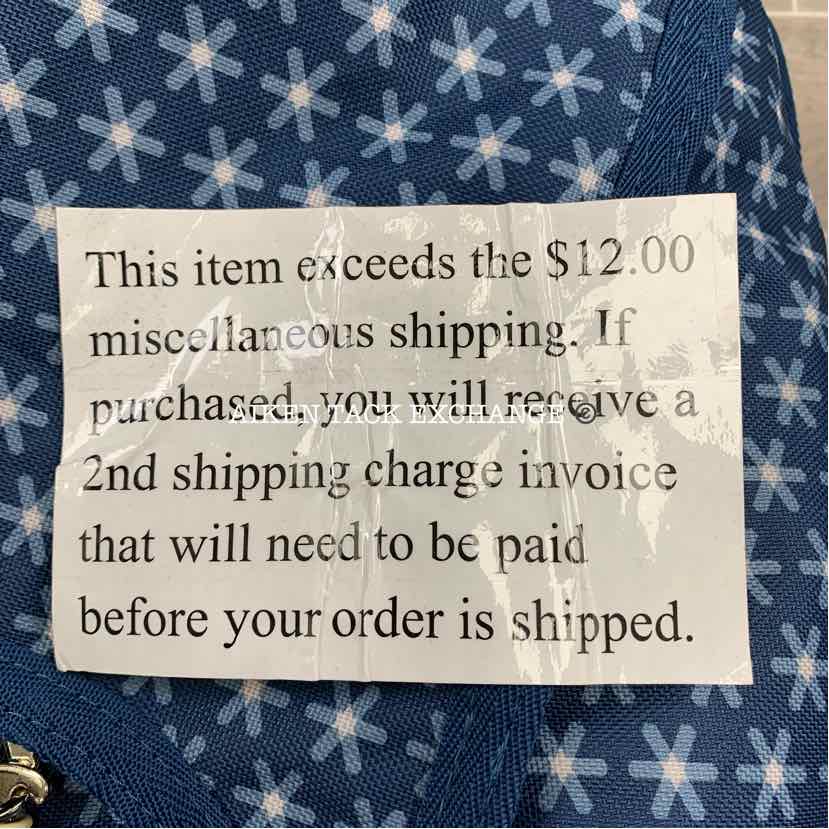 This item exceeds the $12.00
miscellaneous shipping. If
purchased, you will receive a
AIKEN TACK EXCHANGE
2nd shipping charge invoice
that will need to be paid
before your order is shipped.